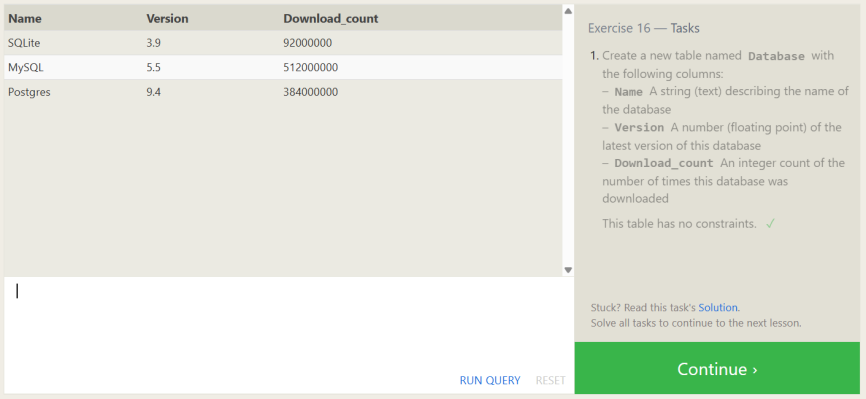 Name Version Download_count
SQLite 3.9 92000000
MySQL 5.5 512000000
Postgres 9.4 384000000
RUN QUERY RESET
Exercise 16 — Tasks
1. Create a new table named Database with
the following columns:
– Name A string (text) describing the name of
the database
– Version A number (floating point) of the
latest version of this database
– Download_count An integer count of the
number of times this database was
downloaded
This table has no constraints. ✓
Stuck? Read this task's Solution.
Solve all tasks to continue to the next lesson.
Continue ›